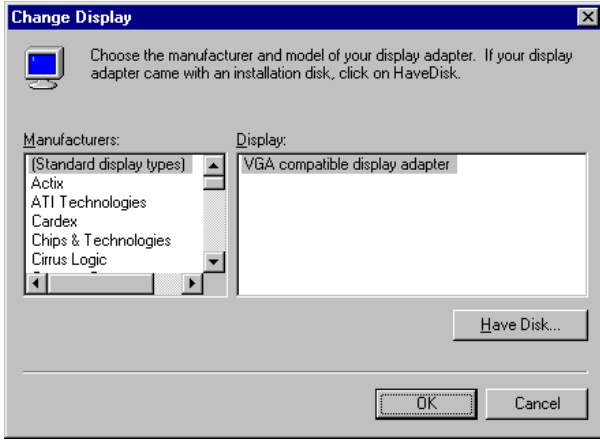 Change Display
Choose the manufacturer and model of your display adapter. If your display
adapter came with an installation disk, click on HaveDisk.
Manufacturers:
(Standard display types)
Actix
ATI Technologies
Cardex
Chips & Technologies
Cirrus Logic
Display:
VGA compatible display adapter
Have Disk...
OK
Cancel